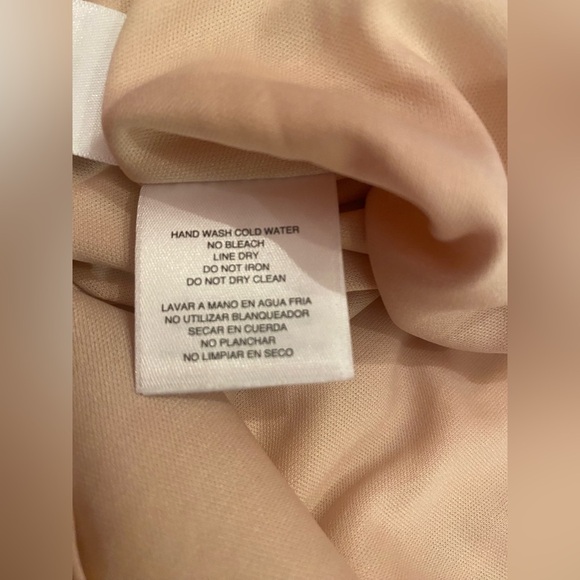 HAND WASH COLD WATER
NO BLEACH
LINE DRY
DO NOT IRON
DO NOT DRY CLEAN
LAVAR A MANO EN AGUA FRIA
NO UTILIZAR BLANQUEADOR
SECAR EN CUERDA
NO PLANCHAR
NO LIMPIAR EN SECO